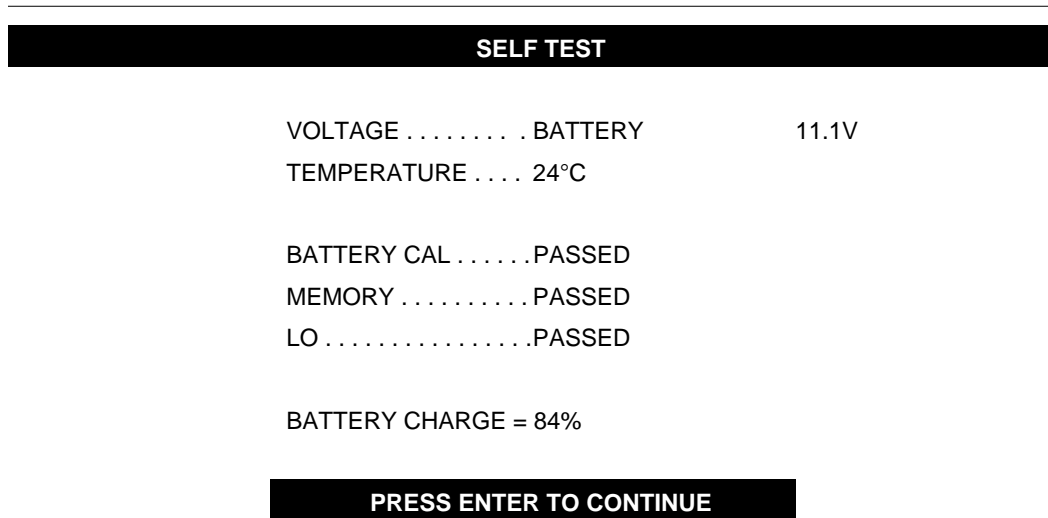 SELF TEST
VOLTAGE . . . . . . . . . BATTERY 11.1V
TEMPERATURE . . . . 24°C
BATTERY CAL . . . . . . PASSED
MEMORY . . . . . . . . . . PASSED
LO . . . . . . . . . . . . . . . . PASSED
BATTERY CHARGE = 84%
PRESS ENTER TO CONTINUE